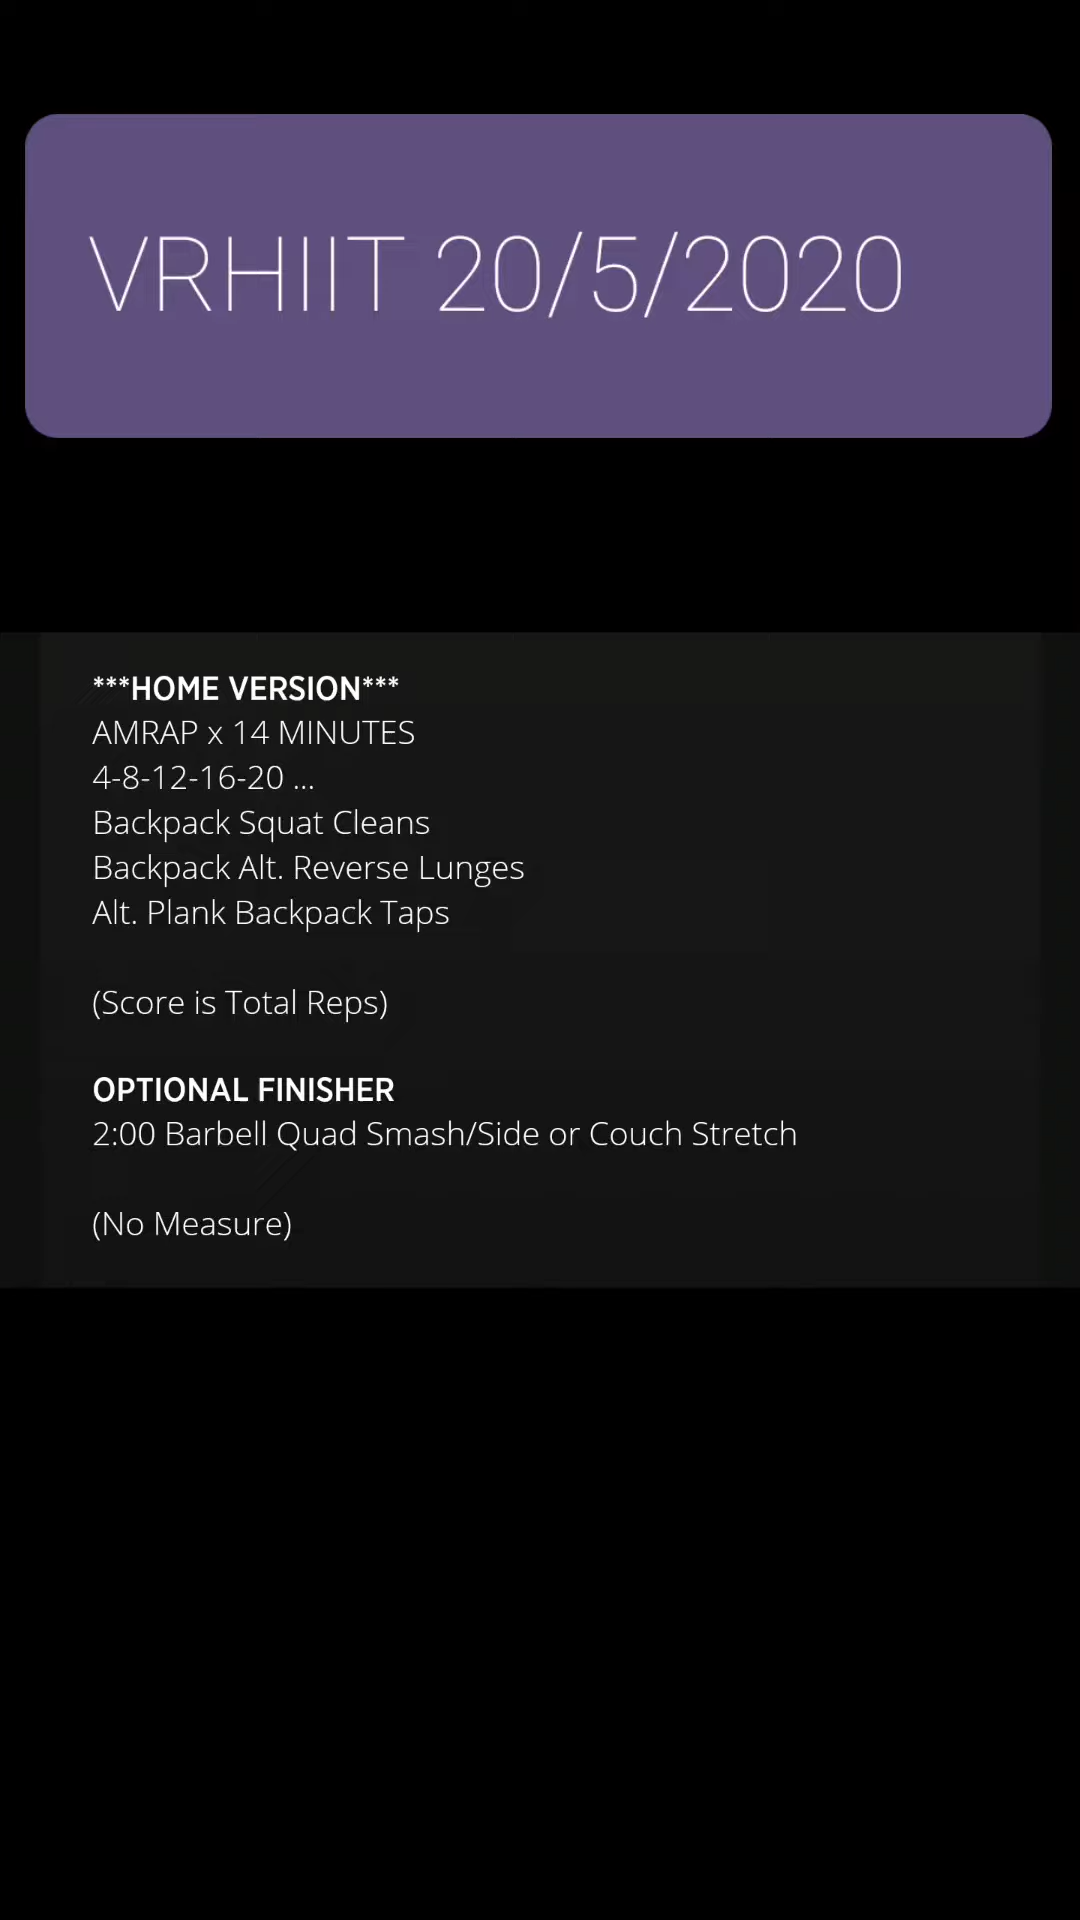 VRHIIT 20/5/2020
***HOME VERSION***
AMRAP x 14 MINUTES
4-8-12-16-20 ...
Backpack Squat Cleans
Backpack Alt. Reverse Lunges
Alt. Plank Backpack Taps
(Score is Total Reps)
OPTIONAL FINISHER
2:00 Barbell Quad Smash/Side or Couch Stretch
(No Measure)